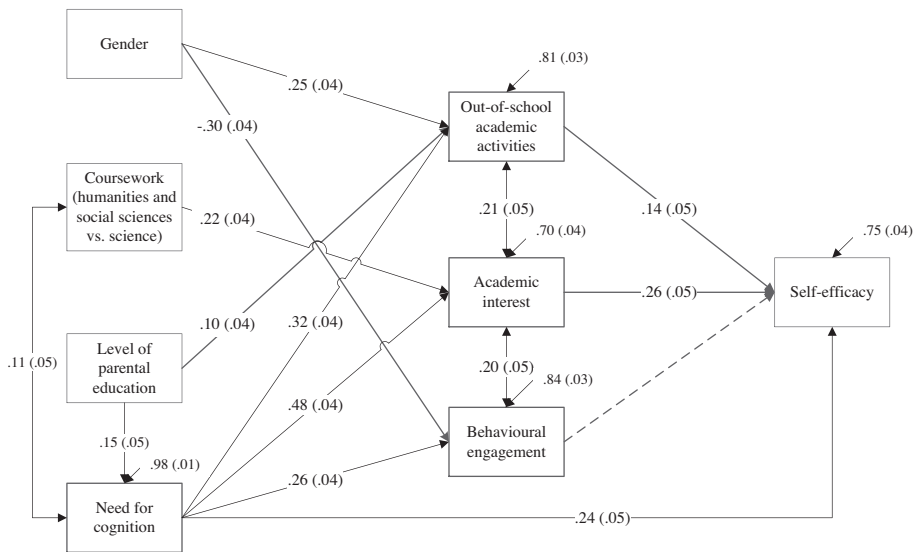 Gender
.81 (.03)
.25 (.04)
Out-of-school
academic
activities
-.30 (.04)
Coursework
(humanities and
social sciences
vs. science)
.22 (.04)
.21 (.05)
.14 (.05)
.70 (.04)
.75 (.04)
Academic
interest
.26 (.05)
Self-efficacy
.10 (.04)
.32 (.04)
Level of
parental
education
.11 (.05)
.20 (.05)
.84 (.03)
.48 (.04)
Behavioural
engagement
.15 (.05)
.98 (.01)
.26 (.04)
Need for
cognition
.24 (.05)